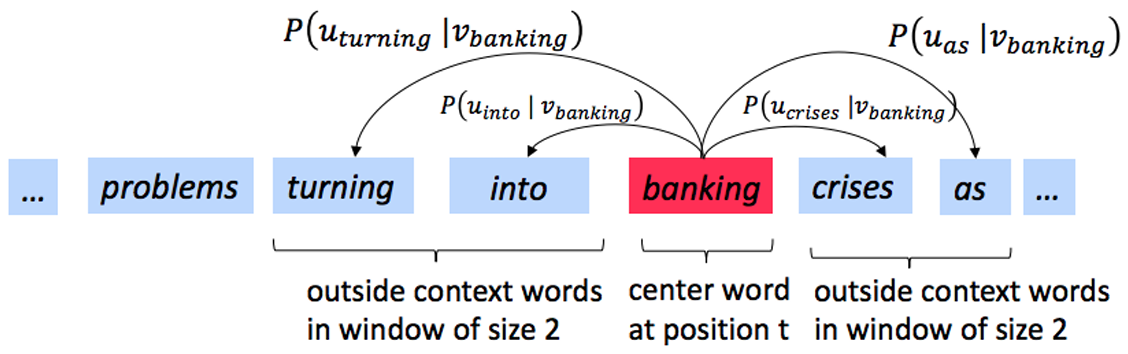 P(u_turning | v_banking) P(u_as | v_banking)
P(u_into | v_banking) P(u_crises | v_banking)
... problems turning into banking crises as ...
outside context words center word outside context words
in window of size 2 at position t in window of size 2